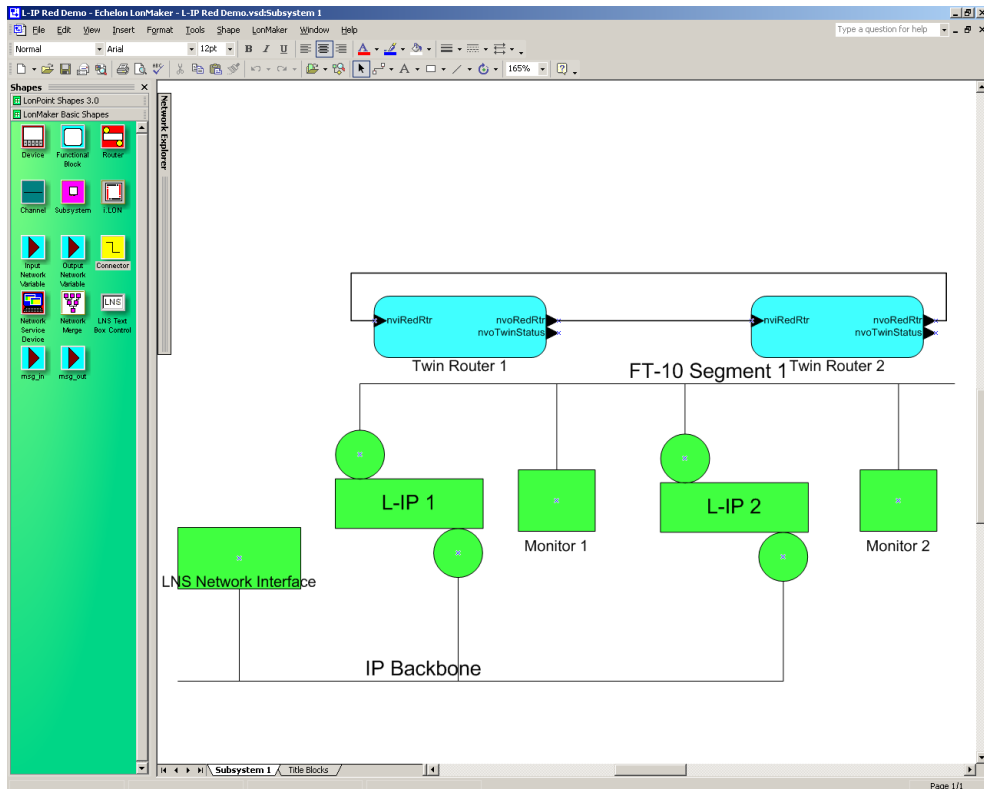 L-IP Red Demo - Echelon LonMaker - L-IP Red Demo.vsd:Subsystem 1
File Edit View Insert Format Tools Shape LonMaker Window Help
Type a question for help
Normal Arial 12pt B I U A
A 165%
Shapes
LonPoint Shapes 3.0
LonMaker Basic Shapes
Device
Functional Block
Router
Channel
Subsystem
i.LON
Input Network Variable
Output Network Variable
Connector
Network Service Device
Network Merge
LNS
LNS Text Box Control
msg_in
msg_out
Network Explorer
nviRedRtr
nvoRedRtr
nvoTwinStatus
Twin Router 1
nviRedRtr
nvoRedRtr
nvoTwinStatus
Twin Router 2
FT-10 Segment 1
L-IP 1
Monitor 1
L-IP 2
Monitor 2
LNS Network Interface
IP Backbone
Subsystem 1
Title Blocks
Page 1/1